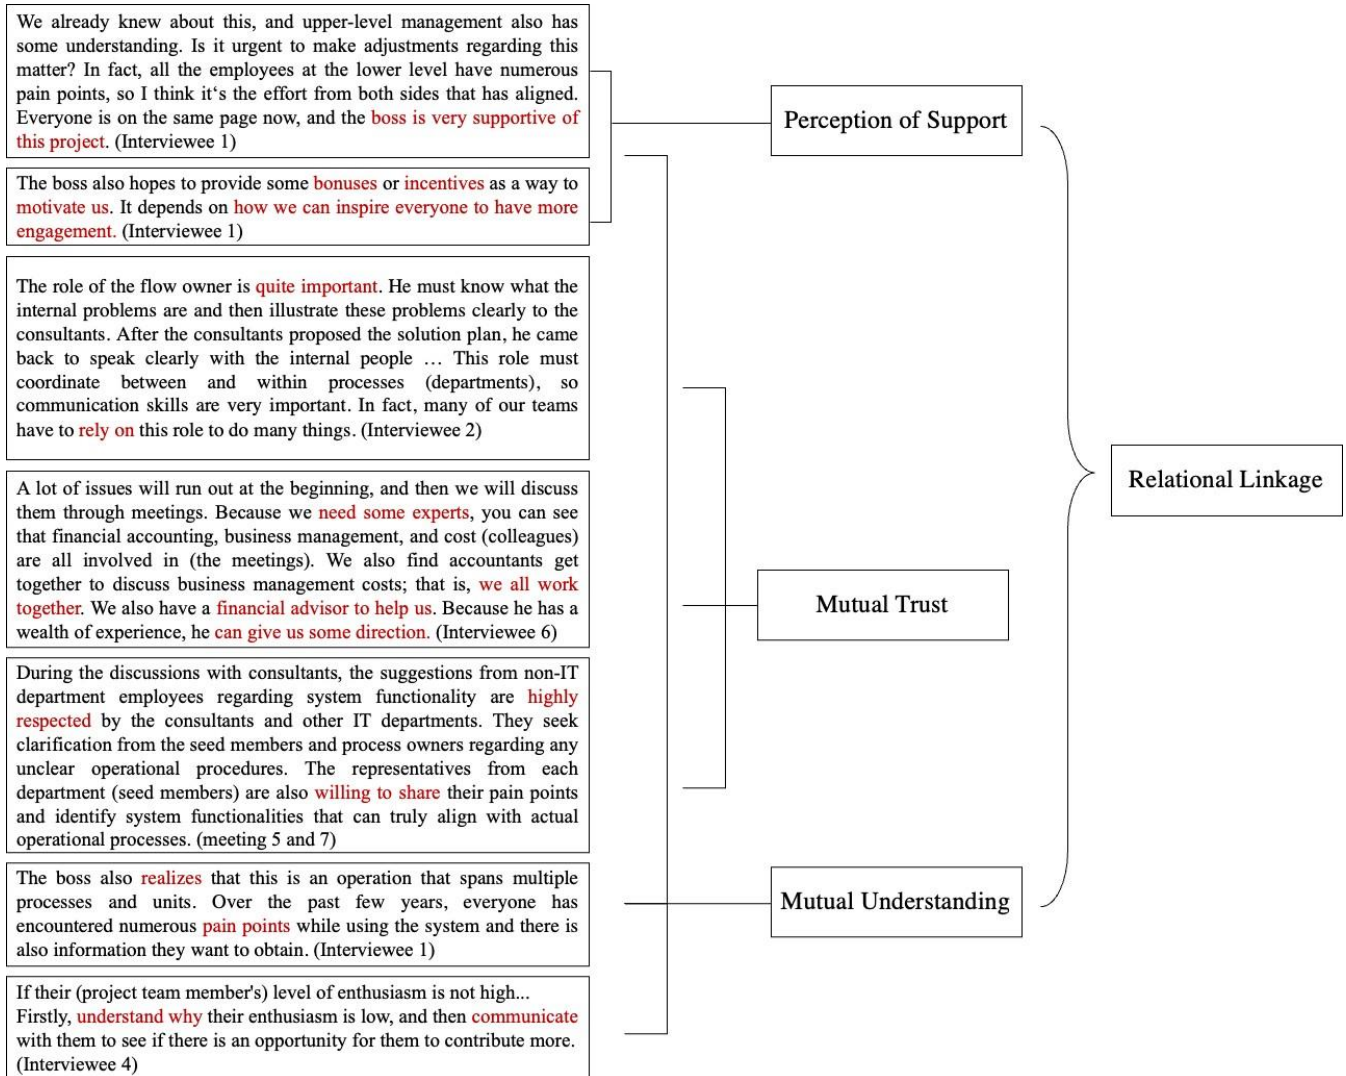 We already knew about this, and upper-level management also has
some understanding. Is it urgent to make adjustments regarding this
matter? In fact, all the employees at the lower level have numerous
pain points, so I think it‘s the effort from both sides that has aligned.
Everyone is on the same page now, and the boss is very supportive of
this project. (Interviewee 1)
The boss also hopes to provide some bonuses or incentives as a way to
motivate us. It depends on how we can inspire everyone to have more
engagement. (Interviewee 1)
The role of the flow owner is quite important. He must know what the
internal problems are and then illustrate these problems clearly to the
consultants. After the consultants proposed the solution plan, he came
back to speak clearly with the internal people … This role must
coordinate between and within processes (departments), so
communication skills are very important. In fact, many of our teams
have to rely on this role to do many things. (Interviewee 2)
A lot of issues will run out at the beginning, and then we will discuss
them through meetings. Because we need some experts, you can see
that financial accounting, business management, and cost (colleagues)
are all involved in (the meetings). We also find accountants get
together to discuss business management costs; that is, we all work
together. We also have a financial advisor to help us. Because he has a
wealth of experience, he can give us some direction. (Interviewee 6)
During the discussions with consultants, the suggestions from non-IT
department employees regarding system functionality are highly
respected by the consultants and other IT departments. They seek
clarification from the seed members and process owners regarding any
unclear operational procedures. The representatives from each
department (seed members) are also willing to share their pain points
and identify system functionalities that can truly align with actual
operational processes. (meeting 5 and 7)
The boss also realizes that this is an operation that spans multiple
processes and units. Over the past few years, everyone has
encountered numerous pain points while using the system and there is
also information they want to obtain. (Interviewee 1)
If their (project team member's) level of enthusiasm is not high...
Firstly, understand why their enthusiasm is low, and then communicate
with them to see if there is an opportunity for them to contribute more.
(Interviewee 4)
Perception of Support
Mutual Trust
Mutual Understanding
Relational Linkage